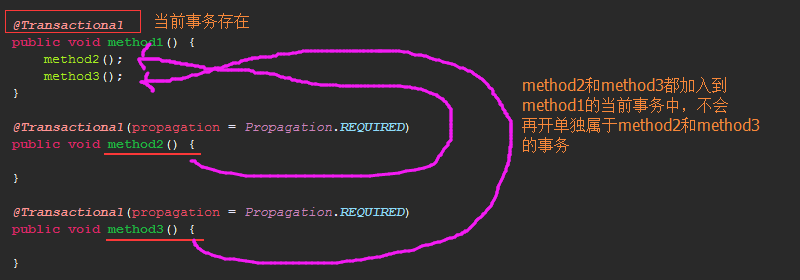 @Transactional 当前事务存在
public void method1() {
method2();
method3();
}
method2和method3都加入到
method1的当前事务中，不会
再开单独属于method2和method3
的事务
@Transactional(propagation = Propagation.REQUIRED)
public void method2() {
}
@Transactional(propagation = Propagation.REQUIRED)
public void method3() {
}